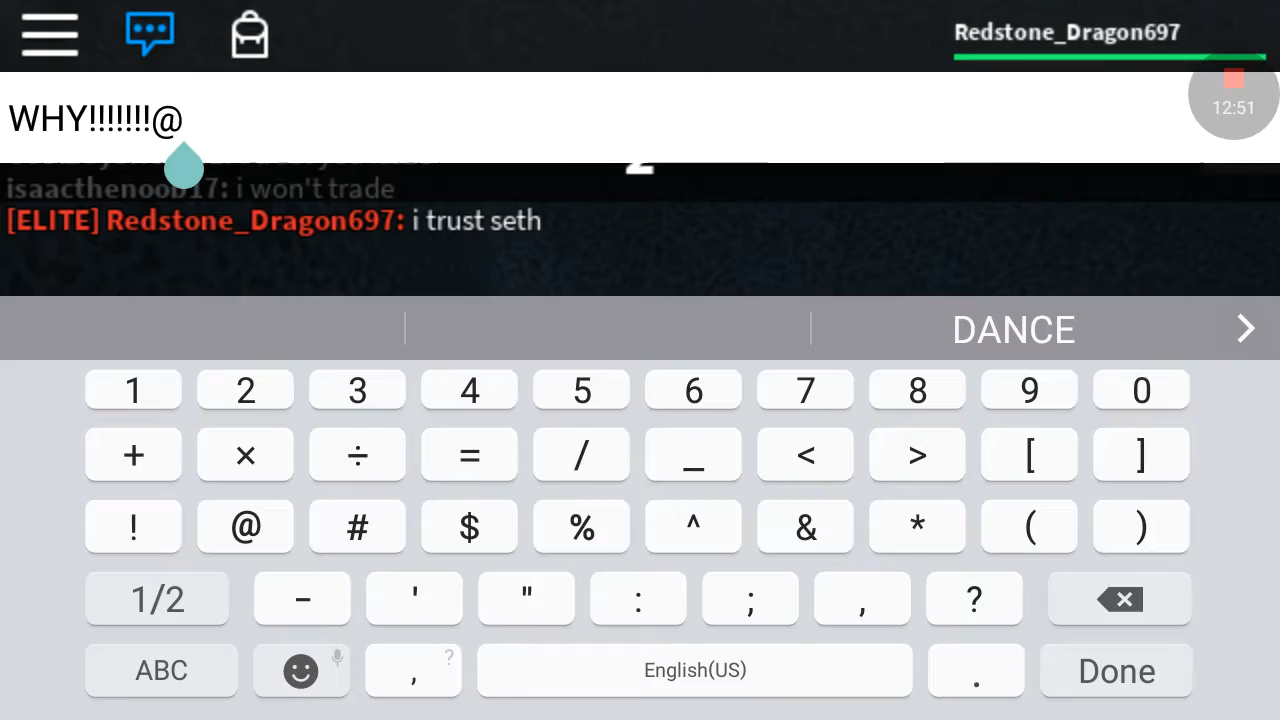 Redstone_Dragon697
12:51
WHY!!!!!!!@
isaacthenoob17: i won't trade
[ELITE] Redstone_Dragon697: i trust seth
DANCE
1 2 3 4 5 6 7 8 9 0
+ × ÷ = / _ < > [ ]
! @ # $ % ^ & * ( )
1/2 - ' " : ; , ?
ABC , ? English(US) . Done